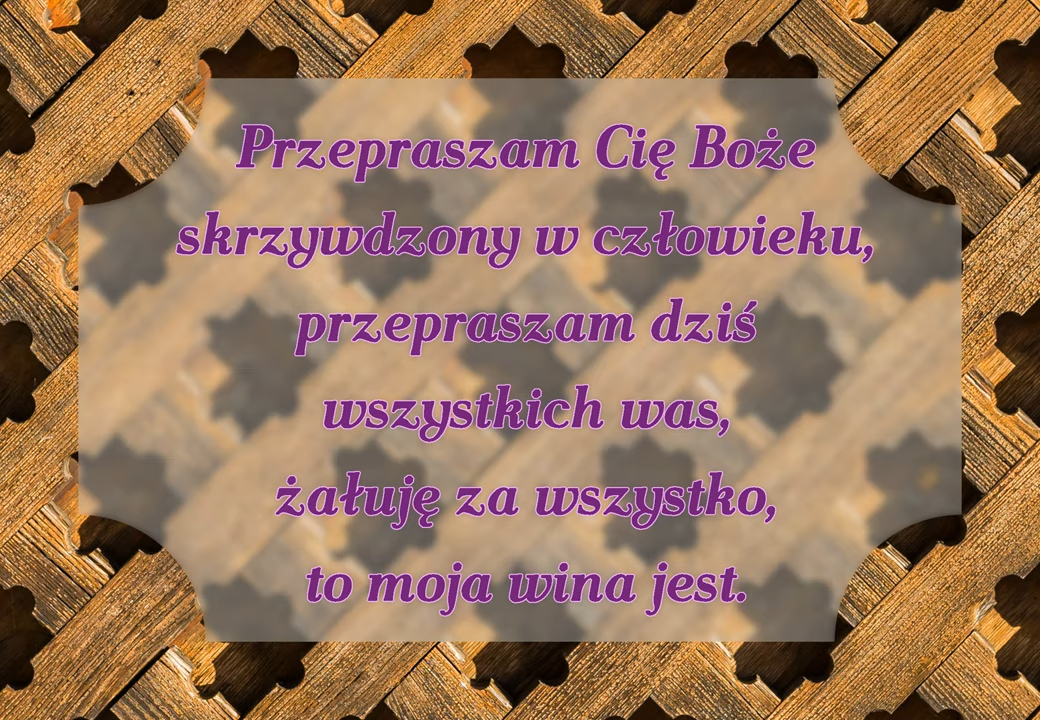 Przepraszam Cię Boże
skrzywdzony w człowieku,
przepraszam dziś
wszystkich was,
żałuję za wszystko,
to moja wina jest.